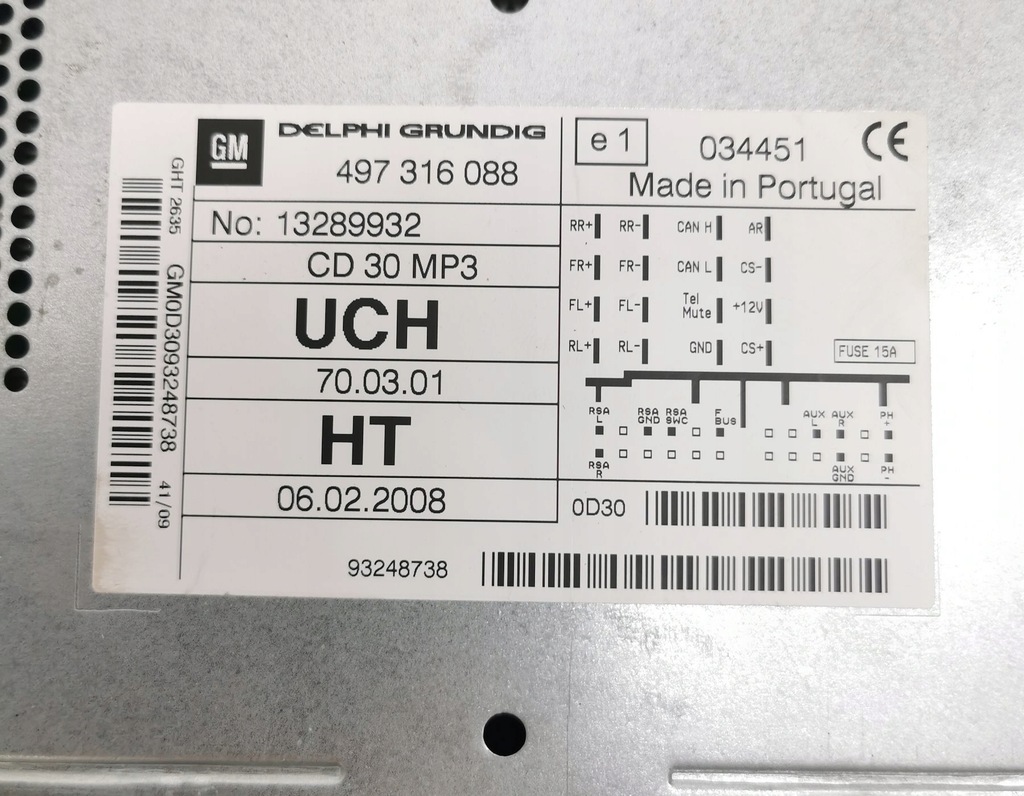 GM
DELPHI GRUNDIG
497 316 088
No: 13289932
CD 30 MP3
UCH
70.03.01
HT
06.02.2008
GHT 2635
GM0D3093248738
41/09
e 1
034451
CE
Made in Portugal
RR+ RR- CAN H AR
FR+ FR- CAN L CS-
FL+ FL- Tel Mute +12V
RL+ RL- GND CS+
FUSE 15A
RSA L RSA GND RSA SWC F BUS AUX L AUX R PH +
RSA R AUX GND PH -
0D30
93248738